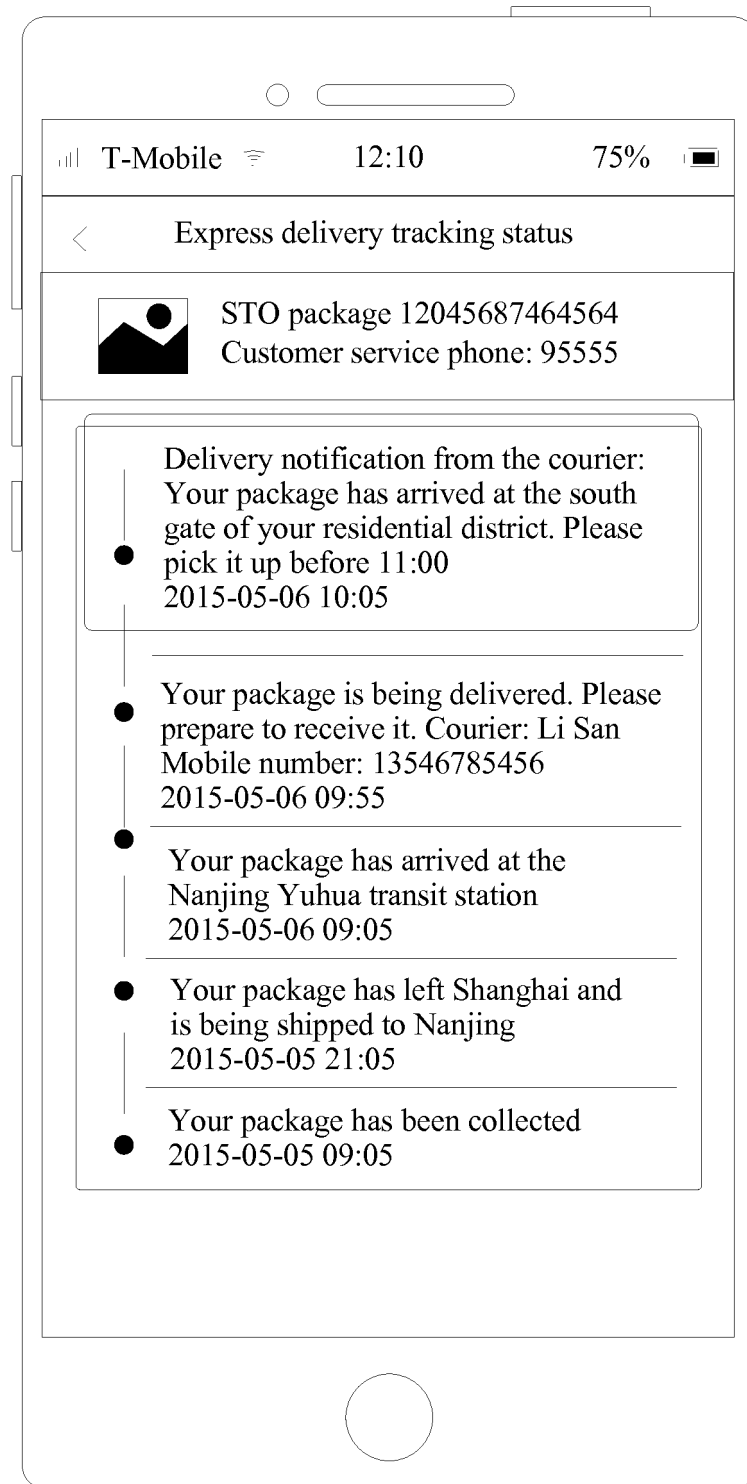 T-Mobile 12:10 75%
Express delivery tracking status
STO package 12045687464564
Customer service phone: 95555
Delivery notification from the courier:
Your package has arrived at the south
gate of your residential district. Please
pick it up before 11:00
2015-05-06 10:05
Your package is being delivered. Please
prepare to receive it. Courier: Li San
Mobile number: 13546785456
2015-05-06 09:55
Your package has arrived at the
Nanjing Yuhua transit station
2015-05-06 09:05
Your package has left Shanghai and
is being shipped to Nanjing
2015-05-05 21:05
Your package has been collected
2015-05-05 09:05